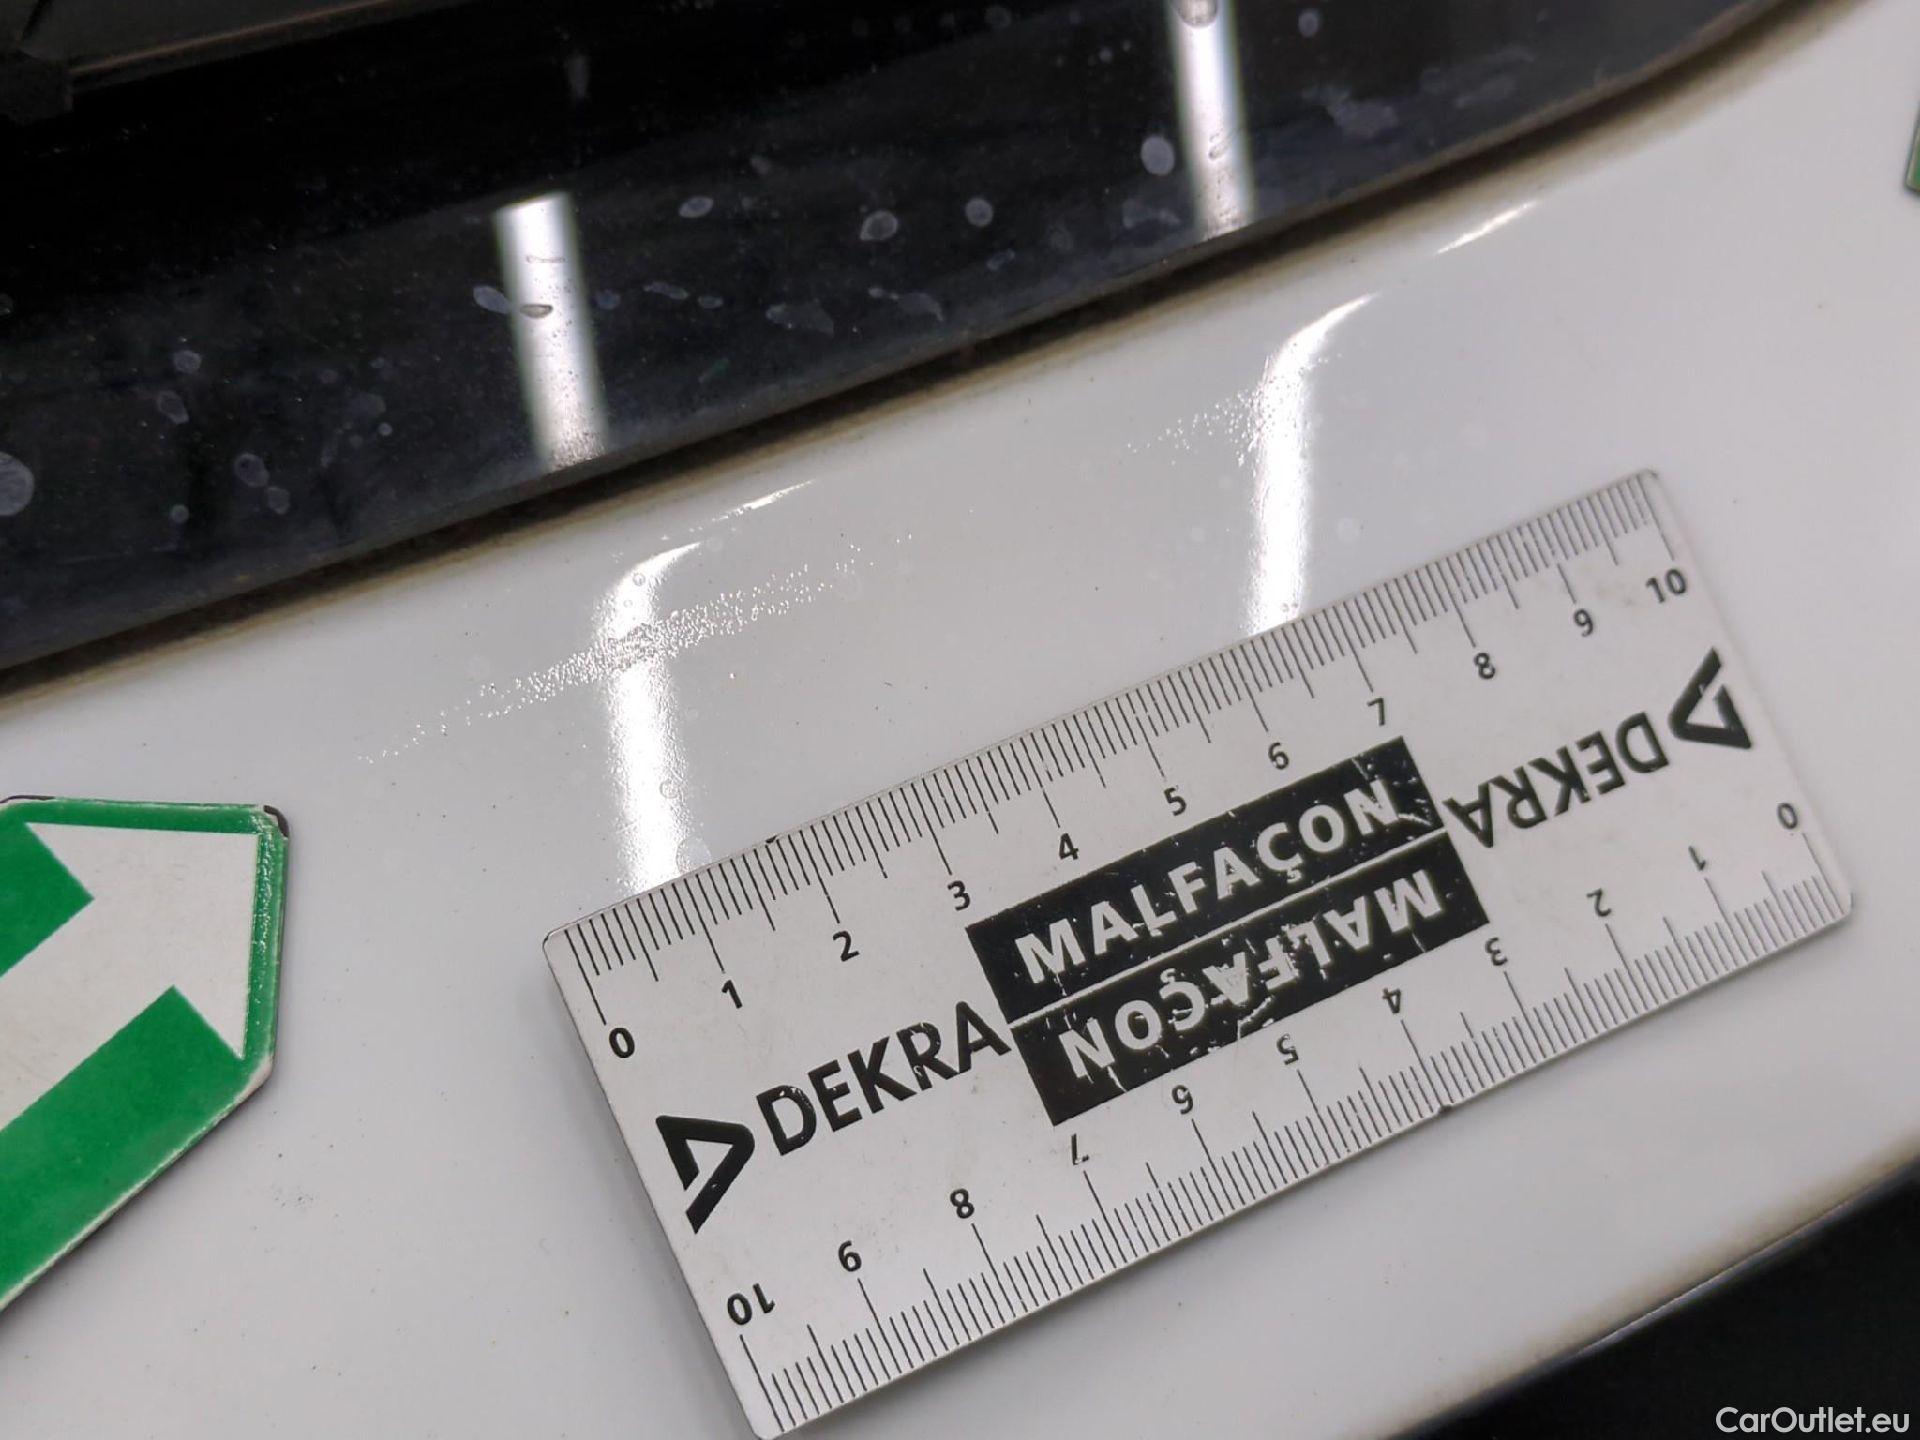 0 1 2 3 4 5 6 7 8 9 10
DEKRA MALFAÇON DEKRA
MALFAÇON
10 9 8 7 6 5 4 3 2 1 0
CarOutlet.eu